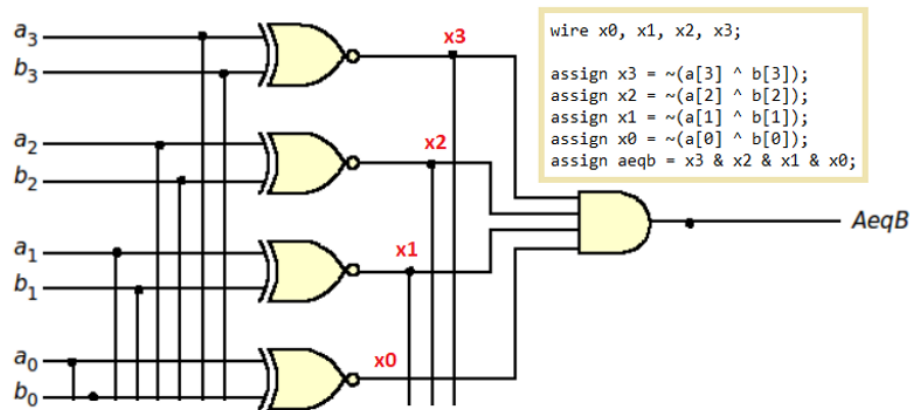 a3
b3
x3
wire x0, x1, x2, x3;
assign x3 = ~(a[3] ^ b[3]);
assign x2 = ~(a[2] ^ b[2]);
assign x1 = ~(a[1] ^ b[1]);
assign x0 = ~(a[0] ^ b[0]);
assign aeqb = x3 & x2 & x1 & x0;
a2
b2
x2
AeqB
a1
b1
x1
a0
b0
x0